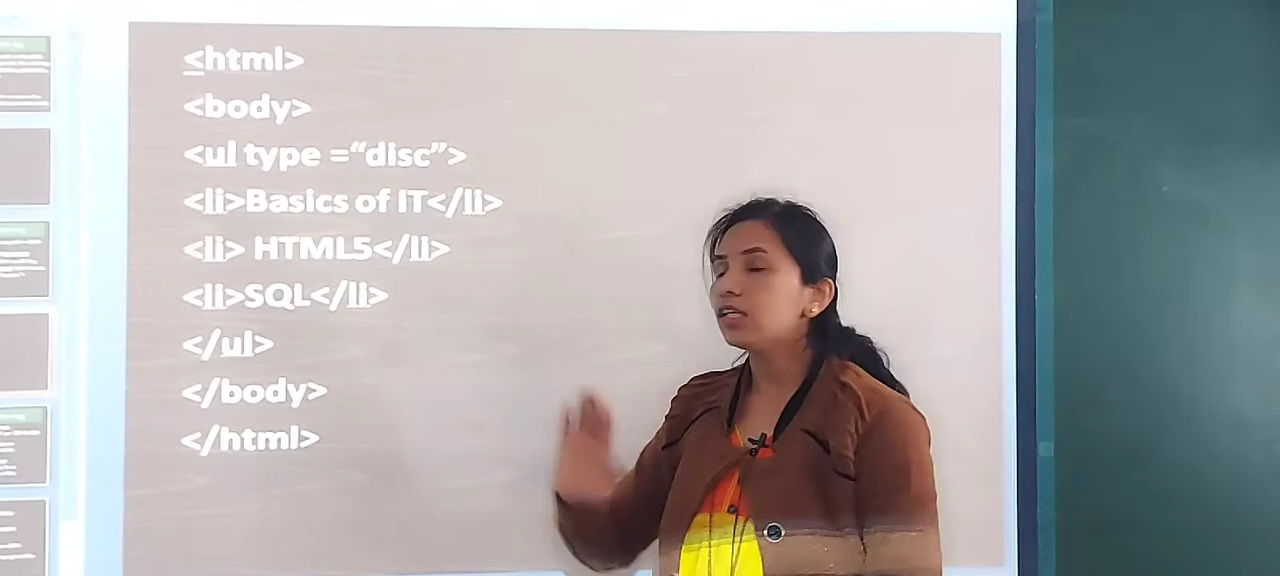 <html>
<body>
<ul type =“disc”>
<li>Basics of IT</li>
<li> HTML5</li>
<li>SQL</li>
</ul>
</body>
</html>